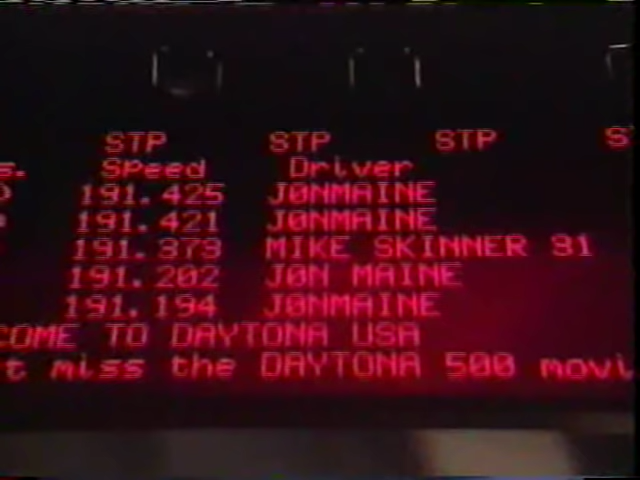 STP STP STP S
s. Speed Driver
191.425 J0NMAINE
191.421 J0NMAINE
191.373 MIKE SKINNER 31
191.202 J0N MAINE
191.194 J0NMAINE
COME TO DAYTONA USA
t miss the DAYTONA 500 movi